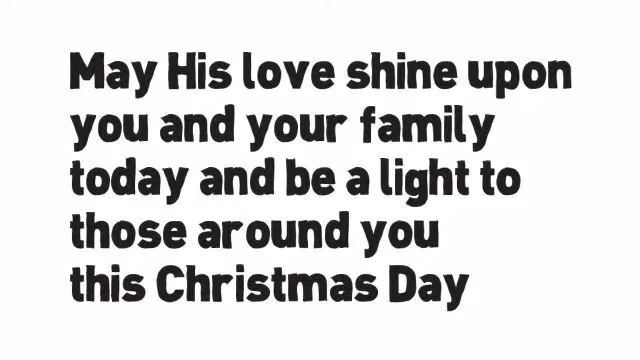 May His love shine upon
you and your family
today and be a light to
those around you
this Christmas Day